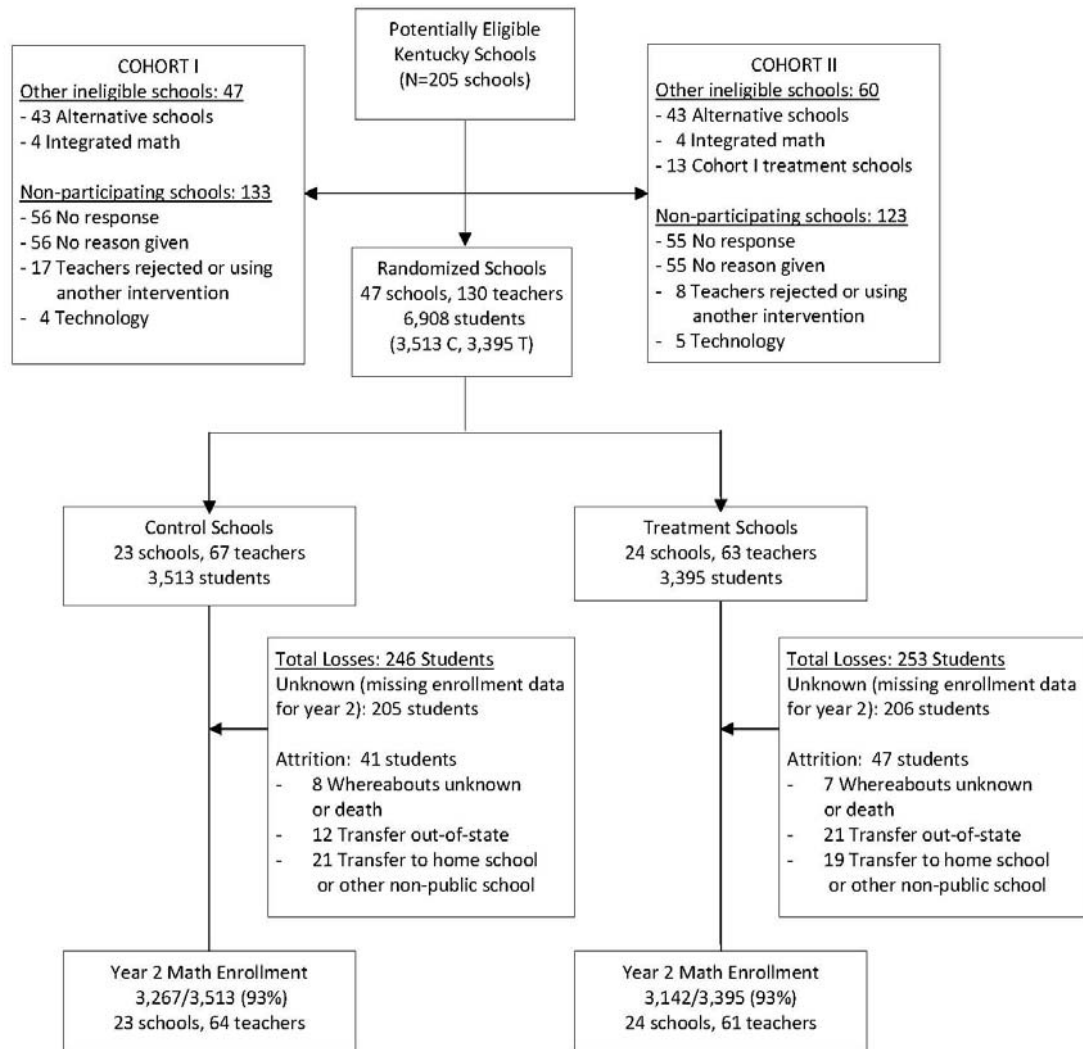 Potentially Eligible
Kentucky Schools
(N=205 schools)
COHORT I
Other ineligible schools: 47
- 43 Alternative schools
- 4 Integrated math
Non-participating schools: 133
- 56 No response
- 56 No reason given
- 17 Teachers rejected or using
another intervention
- 4 Technology
COHORT II
Other ineligible schools: 60
- 43 Alternative schools
- 4 Integrated math
- 13 Cohort I treatment schools
Non-participating schools: 123
- 55 No response
- 55 No reason given
- 8 Teachers rejected or using
another intervention
- 5 Technology
Randomized Schools
47 schools, 130 teachers
6,908 students
(3,513 C, 3,395 T)
Control Schools
23 schools, 67 teachers
3,513 students
Treatment Schools
24 schools, 63 teachers
3,395 students
Total Losses: 246 Students
Unknown (missing enrollment data
for year 2): 205 students
Attrition: 41 students
- 8 Whereabouts unknown
or death
- 12 Transfer out-of-state
- 21 Transfer to home school
or other non-public school
Total Losses: 253 Students
Unknown (missing enrollment data
for year 2): 206 students
Attrition: 47 students
- 7 Whereabouts unknown
or death
- 21 Transfer out-of-state
- 19 Transfer to home school
or other non-public school
Year 2 Math Enrollment
3,267/3,513 (93%)
23 schools, 64 teachers
Year 2 Math Enrollment
3,142/3,395 (93%)
24 schools, 61 teachers